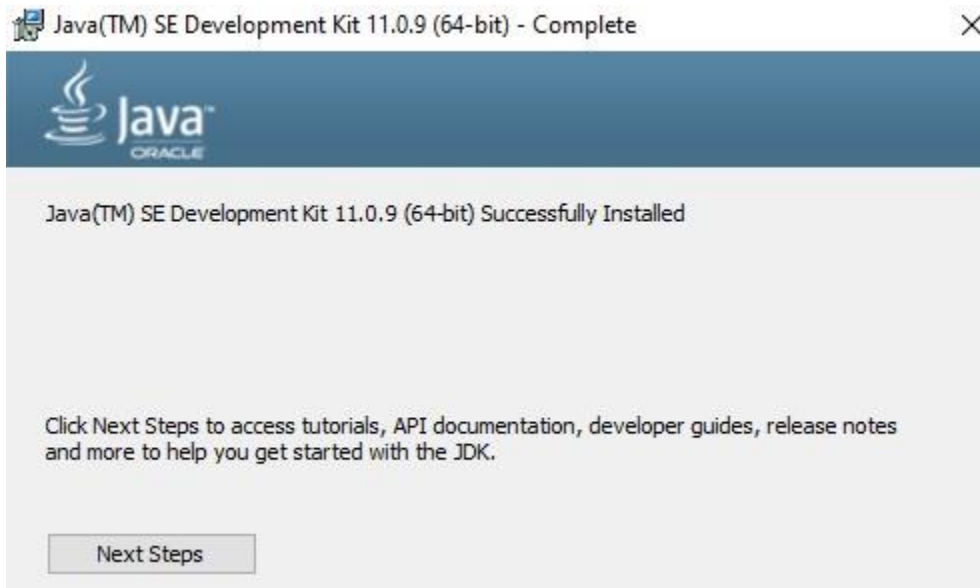 Java(TM) SE Development Kit 11.0.9 (64-bit) - Complete
Java™
ORACLE
Java(TM) SE Development Kit 11.0.9 (64-bit) Successfully Installed
Click Next Steps to access tutorials, API documentation, developer guides, release notes
and more to help you get started with the JDK.
Next Steps